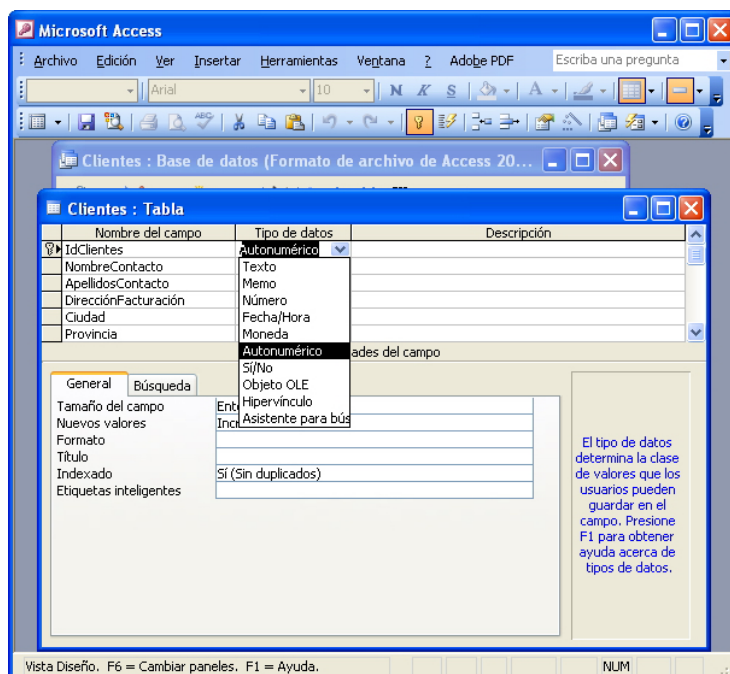 Microsoft Access
Archivo Edición Ver Insertar Herramientas Ventana ? Adobe PDF Escriba una pregunta
Arial 10 N K S A
ABC
Clientes : Base de datos (Formato de archivo de Access 20...
Clientes : Tabla
Nombre del campo Tipo de datos Descripción
IdClientes Autonumérico
NombreContacto Texto
ApellidosContacto Memo
DirecciónFacturación Número
Ciudad Fecha/Hora
Provincia Moneda
Autonumérico ades del campo
Sí/No
General Búsqueda Objeto OLE
Tamaño del campo Ent Hipervínculo
Nuevos valores Incr Asistente para bús
Formato
Título
Indexado Sí (Sin duplicados)
Etiquetas inteligentes
El tipo de datos
determina la clase
de valores que los
usuarios pueden
guardar en el
campo. Presione
F1 para obtener
ayuda acerca de
tipos de datos.
Vista Diseño. F6 = Cambiar paneles. F1 = Ayuda. NUM